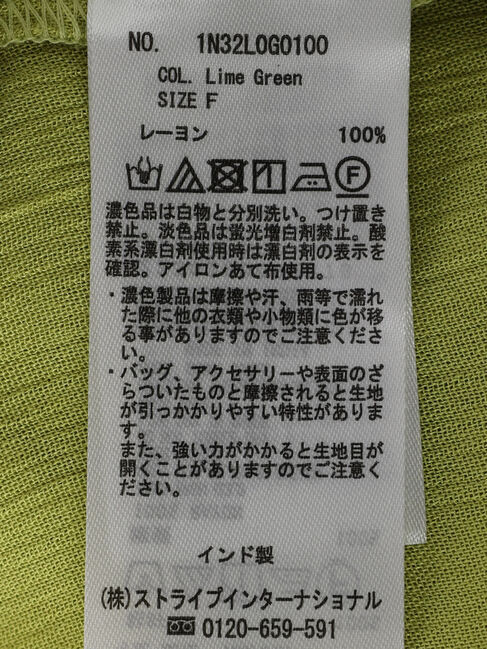 NO. 1N32L0G0100
COL. Lime Green
SIZE F
レーヨン 100%
F
濃色品は白物と分別洗い。つけ置き
禁止。淡色品は蛍光増白剤禁止。酸
素系漂白剤使用時は漂白剤の表示を
確認。アイロンあて布使用。
・濃色製品は摩擦や汗、雨等で濡れ
た際に他の衣類や小物類に色が移
る事がありますのでご注意くださ
い。
・バッグ、アクセサリーや表面のざ
らついたものと摩擦されると生地
が引っかかりやすい特性がありま
す。
また、強い力がかかると生地目が
開くことがありますのでご注意く
ださい。
インド製
(株)ストライプインターナショナル
0120-659-591